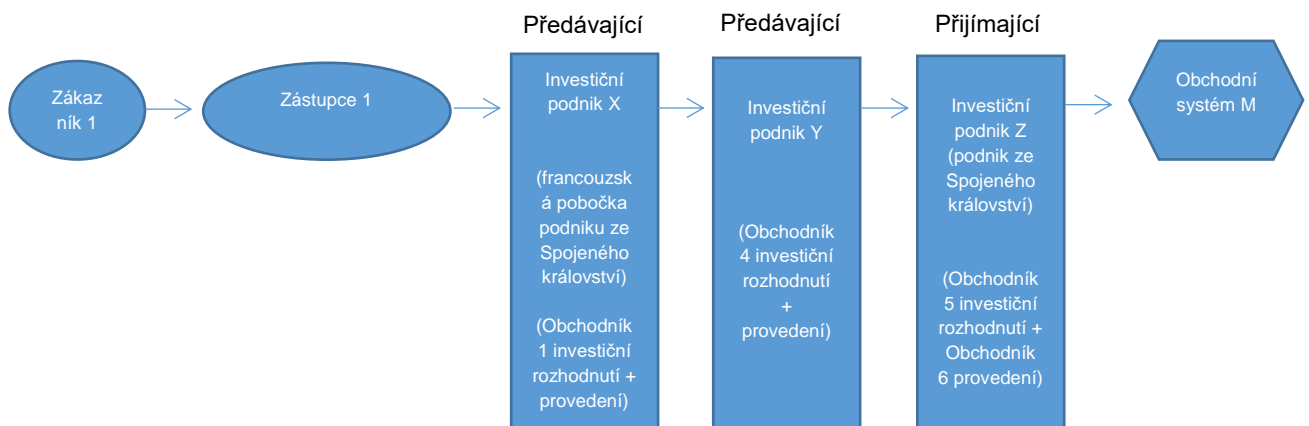 Předávající
Předávající
Přijímající
Zákaz
ník 1
Zástupce 1
Investiční
podnik X
(francouzsk
á pobočka
podniku ze
Spojeného
království)
(Obchodník
1 investiční
rozhodnutí +
provedení)
Investiční
podnik Y
(Obchodník
4 investiční
rozhodnutí
+
provedení)
Investiční
podnik Z
(podnik ze
Spojeného
království)
(Obchodník
5 investiční
rozhodnutí +
Obchodník
6 provedení)
Obchodní
systém M